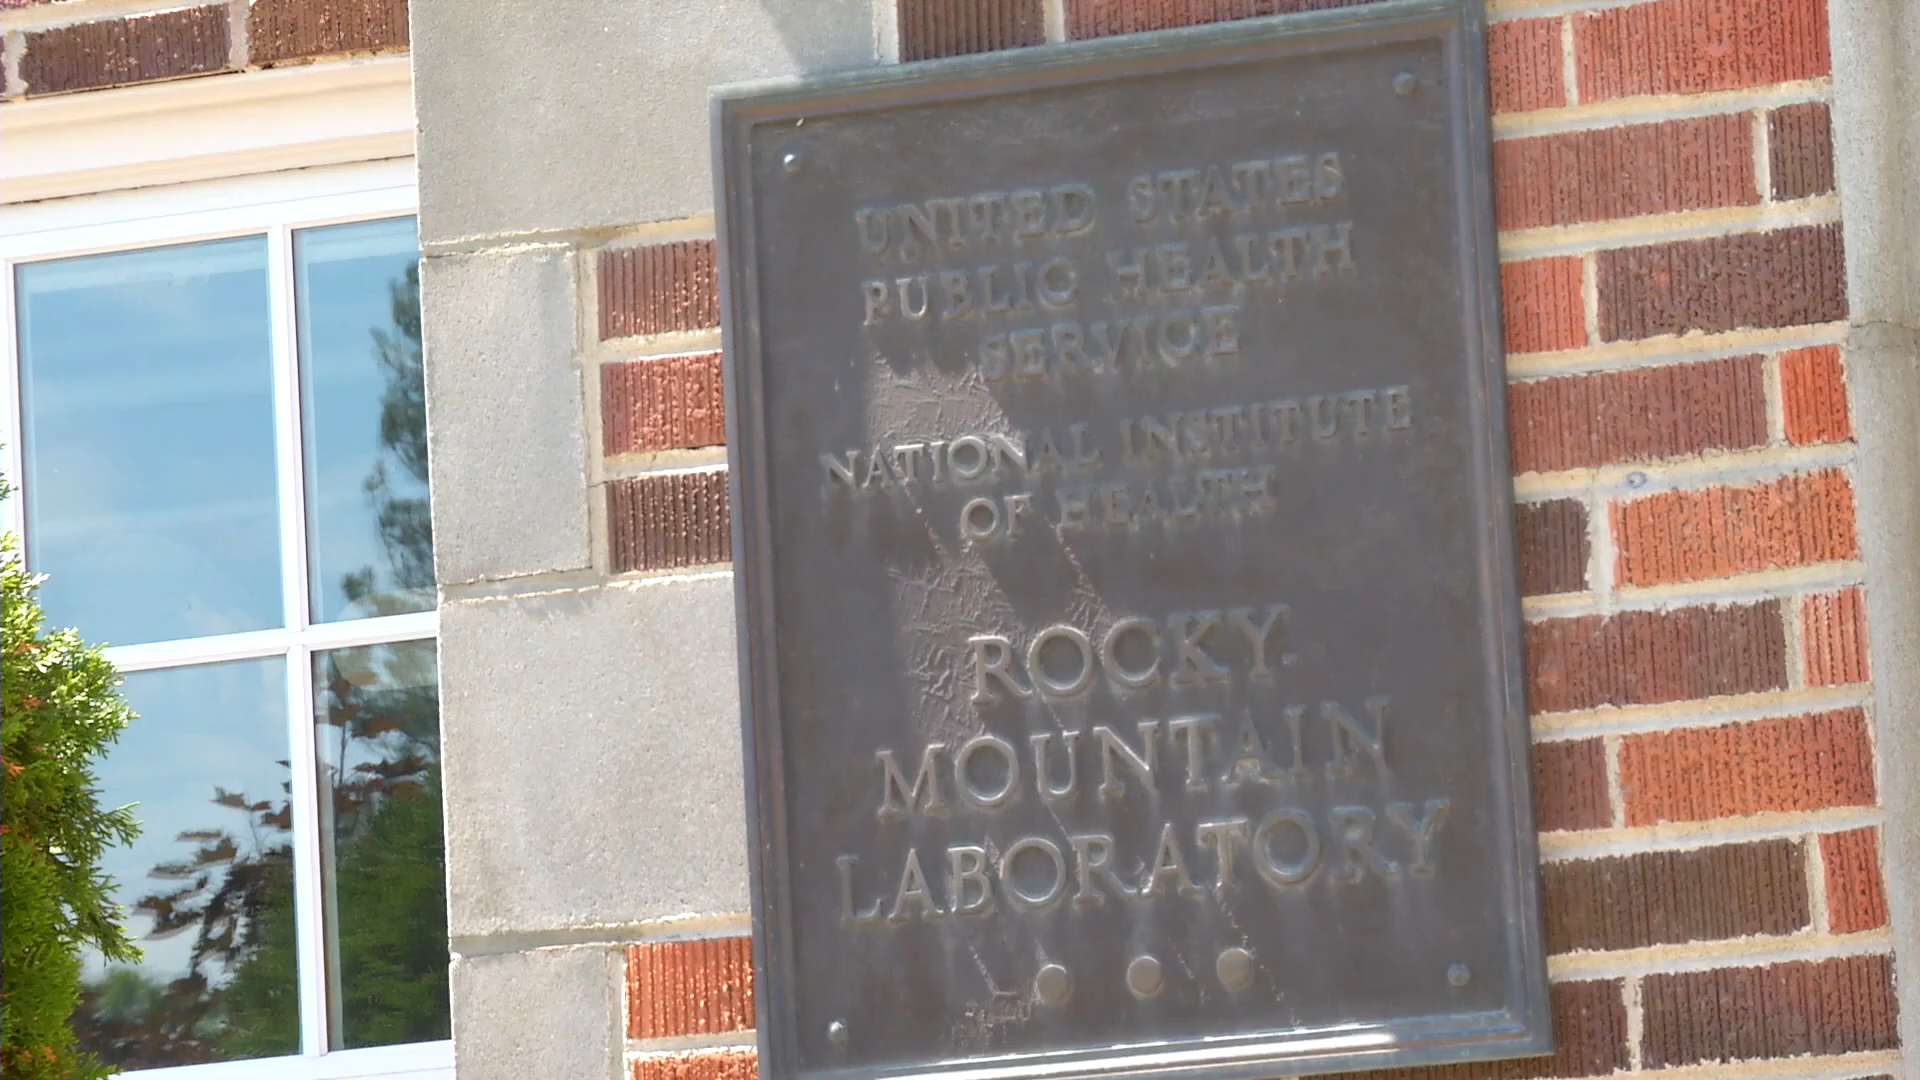 UNITED STATES
PUBLIC HEALTH
SERVICE
NATIONAL INSTITUTE
OF HEALTH
ROCKY
MOUNTAIN
LABORATORY